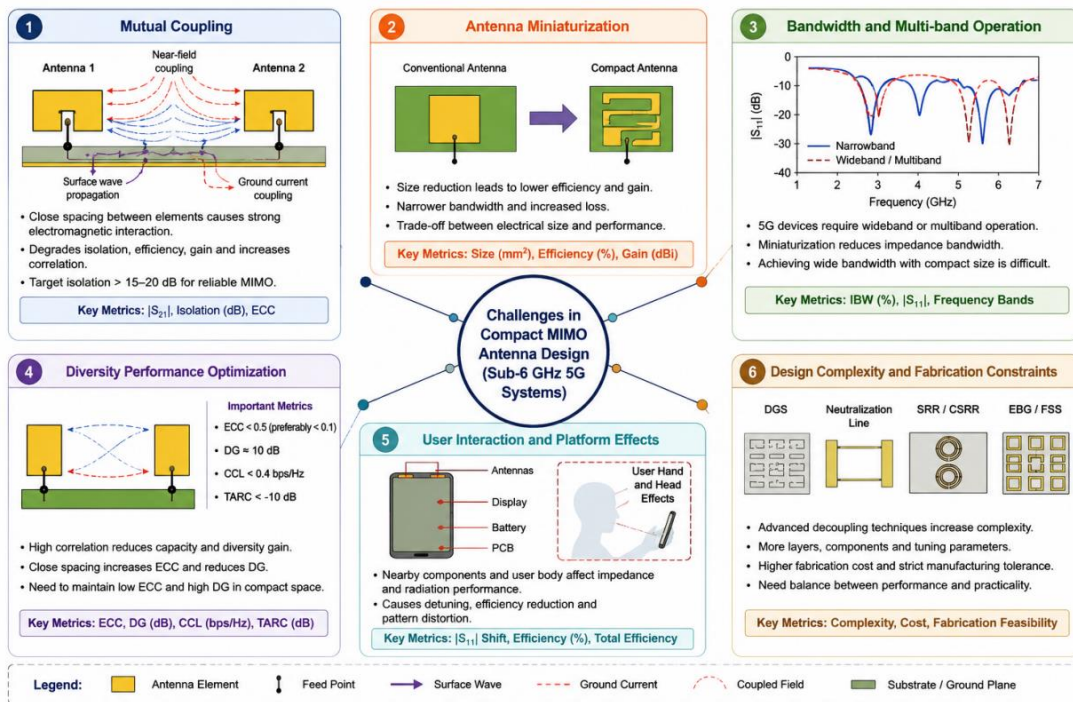 1
Mutual Coupling
Near-field
coupling
Antenna 1
Antenna 2
Surface wave
propagation
Ground current
coupling
• Close spacing between elements causes strong
electromagnetic interaction.
• Degrades isolation, efficiency, gain and increases
correlation.
• Target isolation > 15–20 dB for reliable MIMO.
Key Metrics: |S₂₁|, Isolation (dB), ECC
2
Antenna Miniaturization
Conventional Antenna
Compact Antenna
• Size reduction leads to lower efficiency and gain.
• Narrower bandwidth and increased loss.
• Trade-off between electrical size and performance.
Key Metrics: Size (mm²), Efficiency (%), Gain (dBi)
3
Bandwidth and Multi-band Operation
0
-10
-20
-30
-40
|S₁₁| (dB)
Narrowband
Wideband / Multiband
1 2 3 4 5 6 7
Frequency (GHz)
• 5G devices require wideband or multiband operation.
• Miniaturization reduces impedance bandwidth.
• Achieving wide bandwidth with compact size is difficult.
Key Metrics: IBW (%), |S₁₁|, Frequency Bands
Challenges in
Compact MIMO
Antenna Design
(Sub-6 GHz 5G
Systems)
4
Diversity Performance Optimization
Important Metrics
• ECC < 0.5 (preferably < 0.1)
• DG ≈ 10 dB
• CCL < 0.4 bps/Hz
• TARC < -10 dB
• High correlation reduces capacity and diversity gain.
• Close spacing increases ECC and reduces DG.
• Need to maintain low ECC and high DG in compact space.
Key Metrics: ECC, DG (dB), CCL (bps/Hz), TARC (dB)
5
User Interaction and Platform Effects
Antennas
Display
Battery
PCB
User Hand
and Head
Effects
• Nearby components and user body affect impedance
and radiation performance.
• Causes detuning, efficiency reduction and
pattern distortion.
Key Metrics: |S₁₁| Shift, Efficiency (%), Total Efficiency
6
Design Complexity and Fabrication Constraints
DGS
Neutralization
Line
SRR / CSRR
EBG / FSS
• Advanced decoupling techniques increase complexity.
• More layers, components and tuning parameters.
• Higher fabrication cost and strict manufacturing tolerance.
• Need balance between performance and practicality.
Key Metrics: Complexity, Cost, Fabrication Feasibility
Legend:
Antenna Element
Feed Point
Surface Wave
Ground Current
Coupled Field
Substrate / Ground Plane